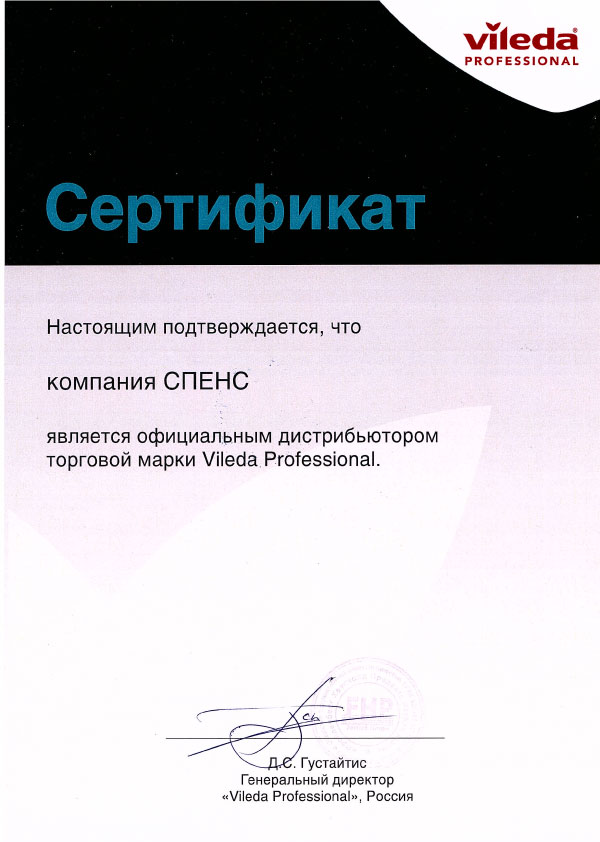 vileda
PROFESSIONAL
Сертификат
Настоящим подтверждается, что
компания СПЕНС
является официальным дистрибьютором
торговой марки Vileda Professional.
Д.С. Густайтис
Генеральный директор
«Vileda Professional», Россия